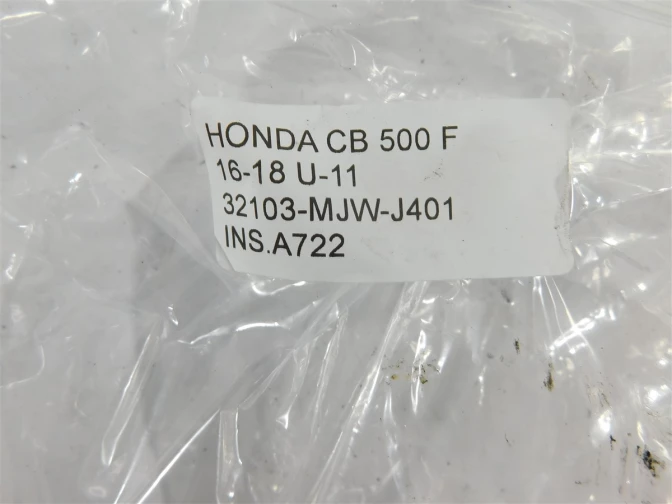 HONDA CB 500 F
16-18 U-11
32103-MJW-J401
INS.A722